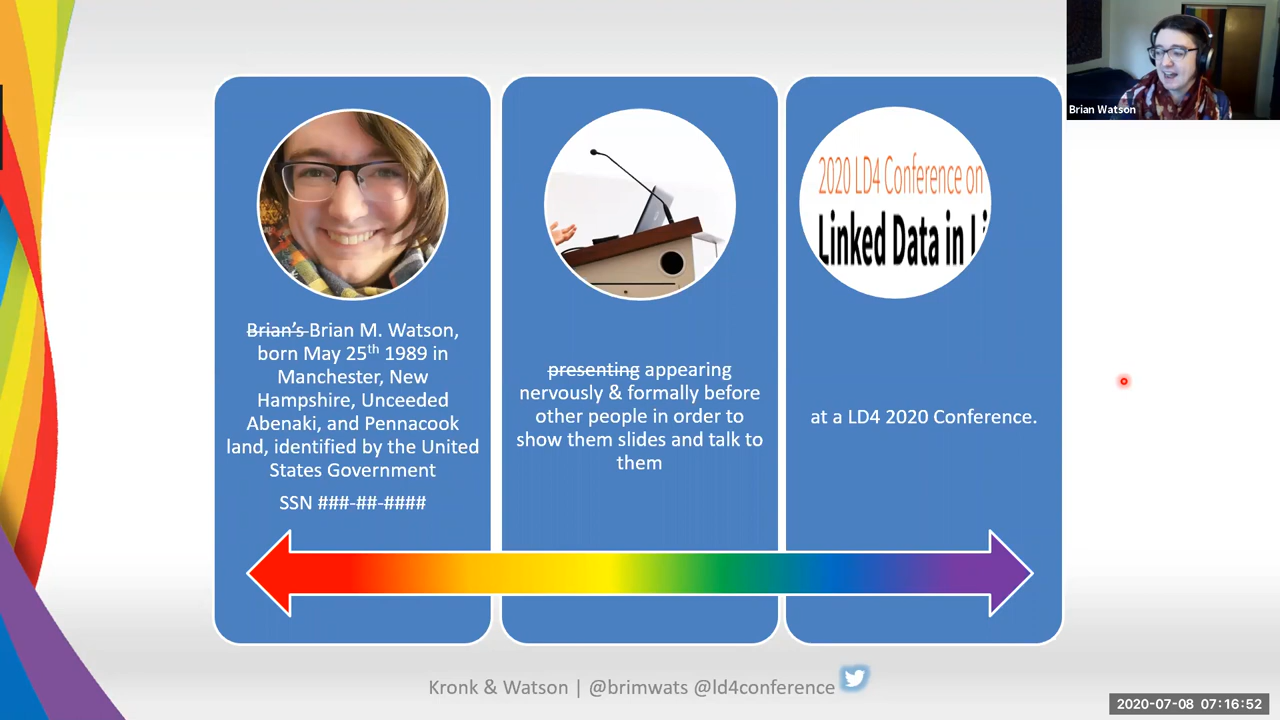 Brian's Brian M. Watson,
born May 25th 1989 in
Manchester, New
Hampshire, Unceeded
Abenaki, and Pennacook
land, identified by the United
States Government
SSN ###-##-####
presenting appearing
nervously & formally before
other people in order to
show them slides and talk to
them
2020 LD4 Conference on
Linked Data in Li
at a LD4 2020 Conference.
Kronk & Watson | @brimwats @ld4conference
Brian Watson
2020-07-08 07:16:52